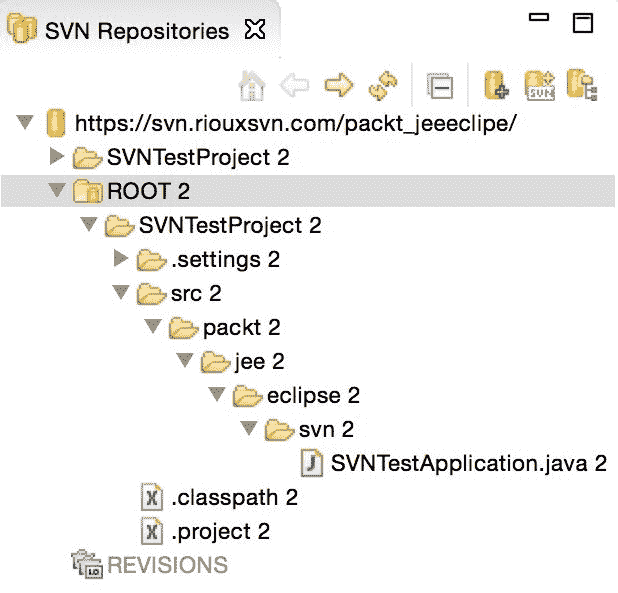 SVN Repositories
SVN
https://svn.riouxsvn.com/packt_jeeeclipe/
SVNTestProject 2
ROOT 2
SVNTestProject 2
.settings 2
src 2
packt 2
jee 2
eclipse 2
svn 2
J SVNTestApplication.java 2
X .classpath 2
X .project 2
REVISIONS